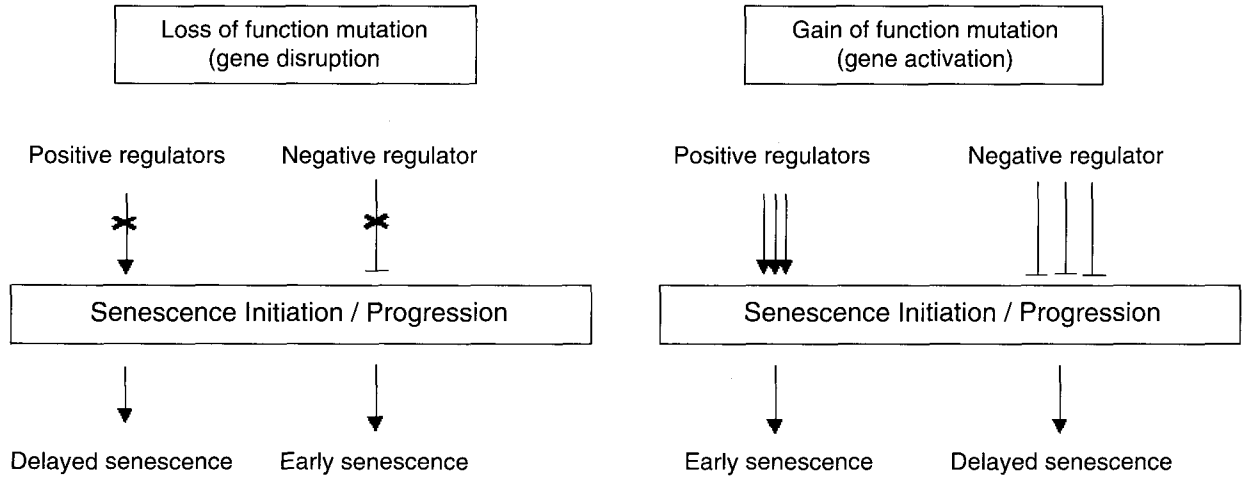 Loss of function mutation
(gene disruption
Positive regulators
Negative regulator
Senescence Initiation / Progression
Delayed senescence
Early senescence
Gain of function mutation
(gene activation)
Positive regulators
Negative regulator
Senescence Initiation / Progression
Early senescence
Delayed senescence